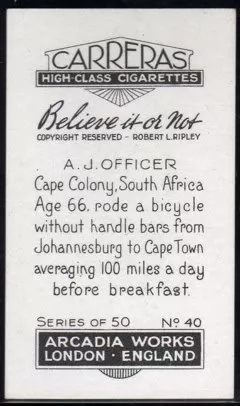 CARRERAS
HIGH-CLASS CIGARETTES
Believe it or Not
COPYRIGHT RESERVED - ROBERT L. RIPLEY
A. J. OFFICER
Cape Colony, South Africa
Age 66, rode a bicycle
without handle bars from
Johannesburg to Cape Town
averaging 100 miles a day
before breakfast.
SERIES OF 50 No 40
ARCADIA WORKS
LONDON · ENGLAND